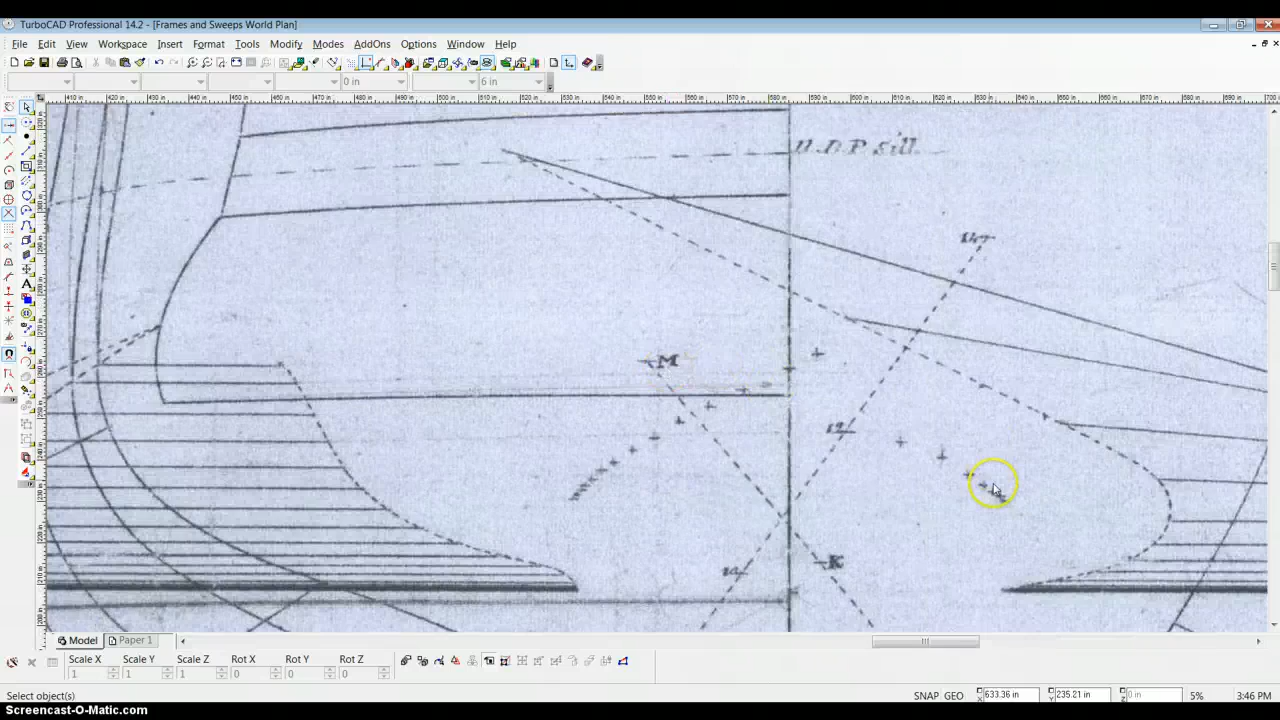 TurboCAD Professional 14.2 - [Frames and Sweeps World Plan]
File Edit View Workspace Insert Format Tools Modify Modes AddOns Options Window Help
0 in 6 in
U.D.P Sill
M
12
K
Model Paper 1
Scale X Scale Y Scale Z Rot X Rot Y Rot Z
1 1 1 0 0 0
Select object(s) SNAP GEO 633.36 in 235.21 in 0 in 5% 3:46 PM
Screencast-O-Matic.com